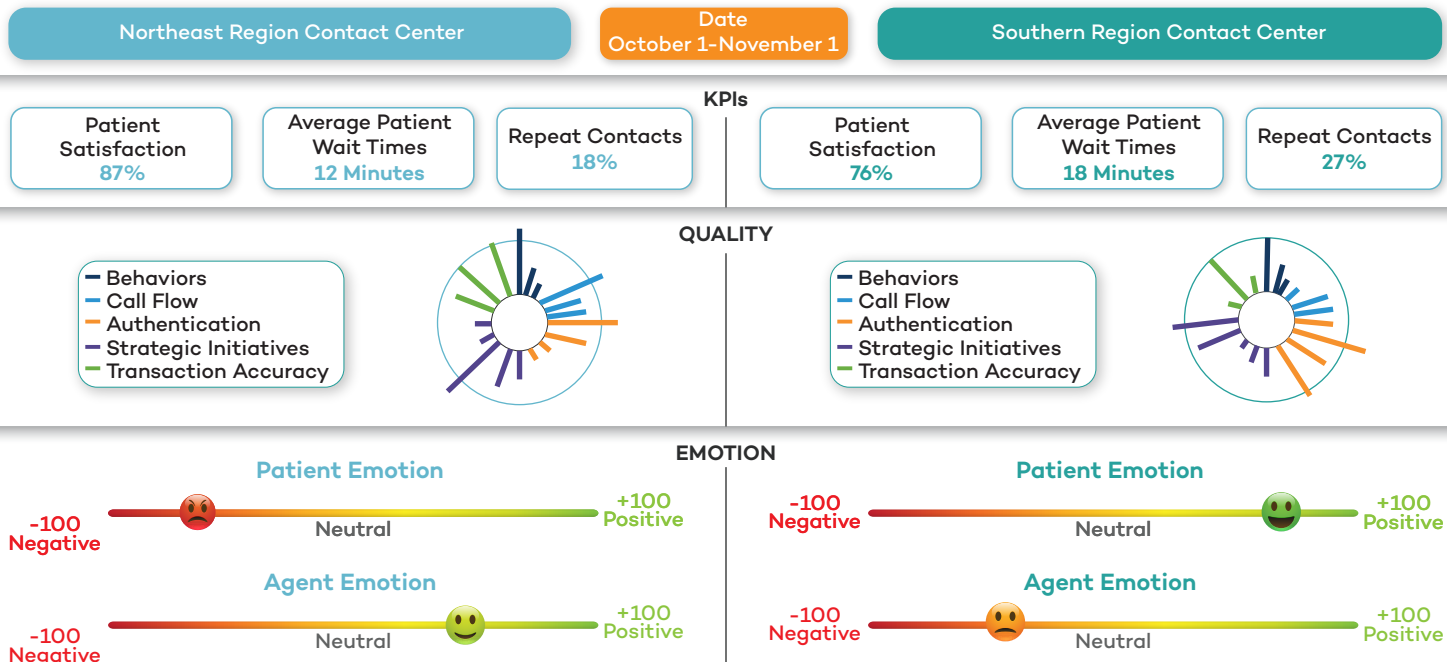 Northeast Region Contact Center
Date
October 1-November 1
Southern Region Contact Center
KPIs
Patient
Satisfaction
87%
Average Patient
Wait Times
12 Minutes
Repeat Contacts
18%
Patient
Satisfaction
76%
Average Patient
Wait Times
18 Minutes
Repeat Contacts
27%
QUALITY
Behaviors
Call Flow
Authentication
Strategic Initiatives
Transaction Accuracy
Behaviors
Call Flow
Authentication
Strategic Initiatives
Transaction Accuracy
EMOTION
Patient Emotion
-100
Negative
Neutral
+100
Positive
Agent Emotion
-100
Negative
Neutral
+100
Positive
Patient Emotion
-100
Negative
Neutral
+100
Positive
Agent Emotion
-100
Negative
Neutral
+100
Positive